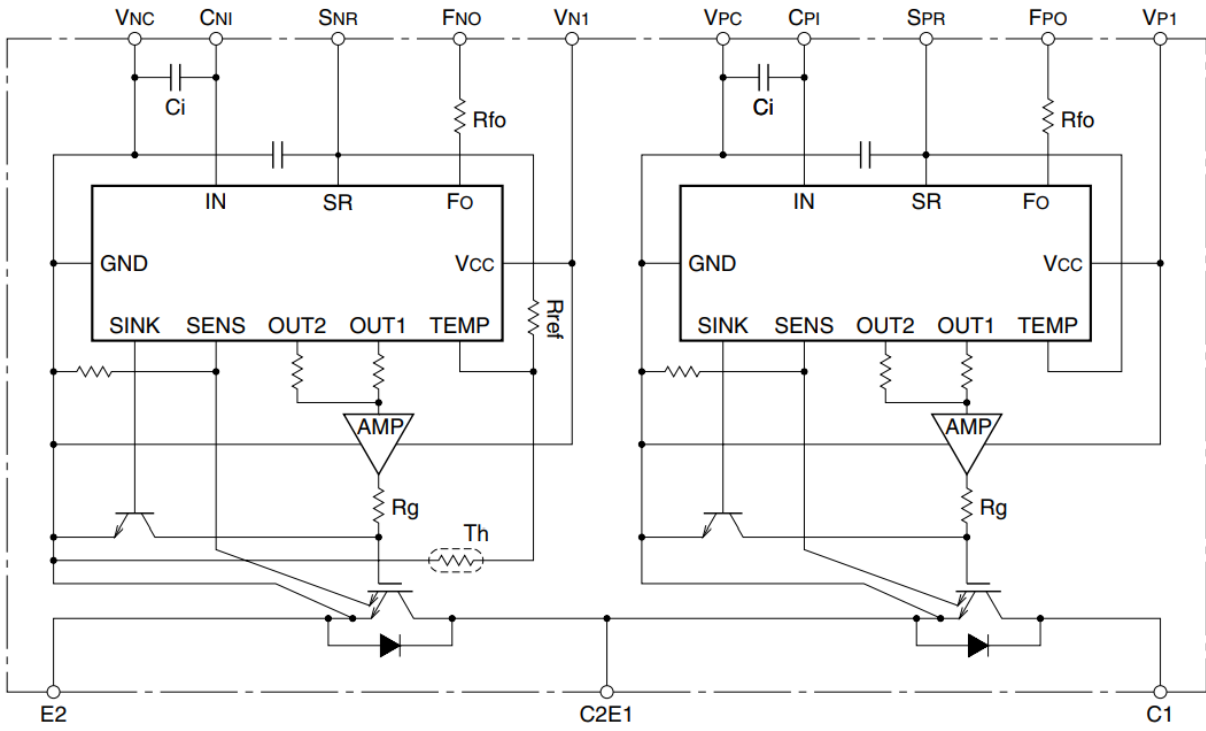 VNC CNI SNR FNO VN1 VPC CPI SPR FPO VP1
Ci Rfo Ci Rfo
IN SR FO IN SR FO
GND VCC GND VCC
Rref
SINK SENS OUT2 OUT1 TEMP SINK SENS OUT2 OUT1 TEMP
AMP AMP
Rg Rg
Th
E2 C2E1 C1